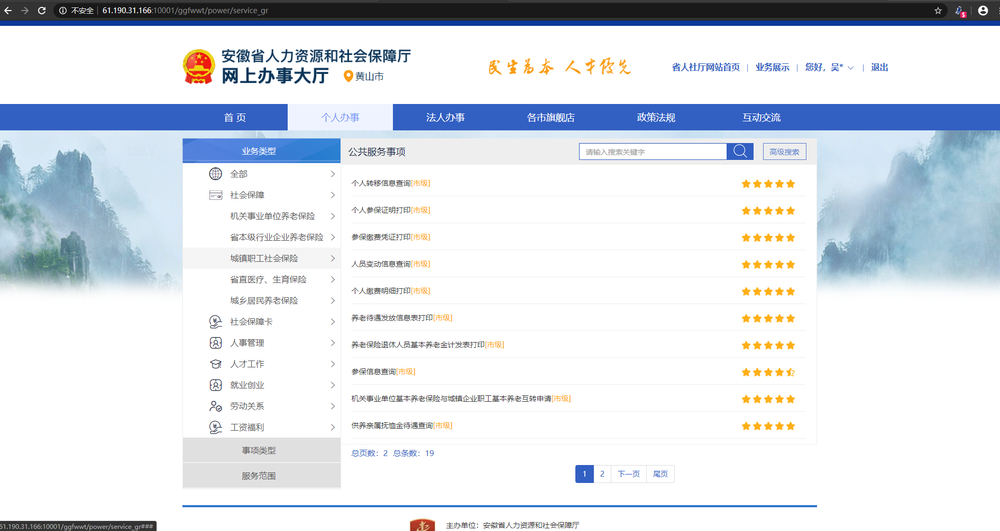 不安全 61.190.31.166:10001/ggfwwt/power/service_gr
安徽省人力资源和社会保障厅
网上办事大厅 黄山市
民生为本 人才优先
省人社厅网站首页 | 业务展示 | 您好，吴* | 退出
首 页 个人办事 法人办事 各市旗舰店 政策法规 互动交流
业务类型
全部
社会保障
机关事业单位养老保险
省本级行业企业养老保险
城镇职工社会保险
省直医疗、生育保险
城乡居民养老保险
社会保障卡
人事管理
人才工作
就业创业
劳动关系
工资福利
事项类型
服务范围
公共服务事项 请输入搜索关键字 高级搜索
个人转移信息查询[市级]
个人参保证明打印[市级]
参保缴费凭证打印[市级]
人员变动信息查询[市级]
个人缴费明细打印[市级]
养老待遇发放信息表打印[市级]
养老保险退休人员基本养老金计发表打印[市级]
参保信息查询[市级]
机关事业单位基本养老保险与城镇企业职工基本养老互转申请[市级]
供养亲属抚恤金待遇查询[市级]
总页数：2 总条数：19
1 2 下一页 尾页
主办单位：安徽省人力资源和社会保障厅
61.190.31.166:10001/ggfwwt/power/service_gr###